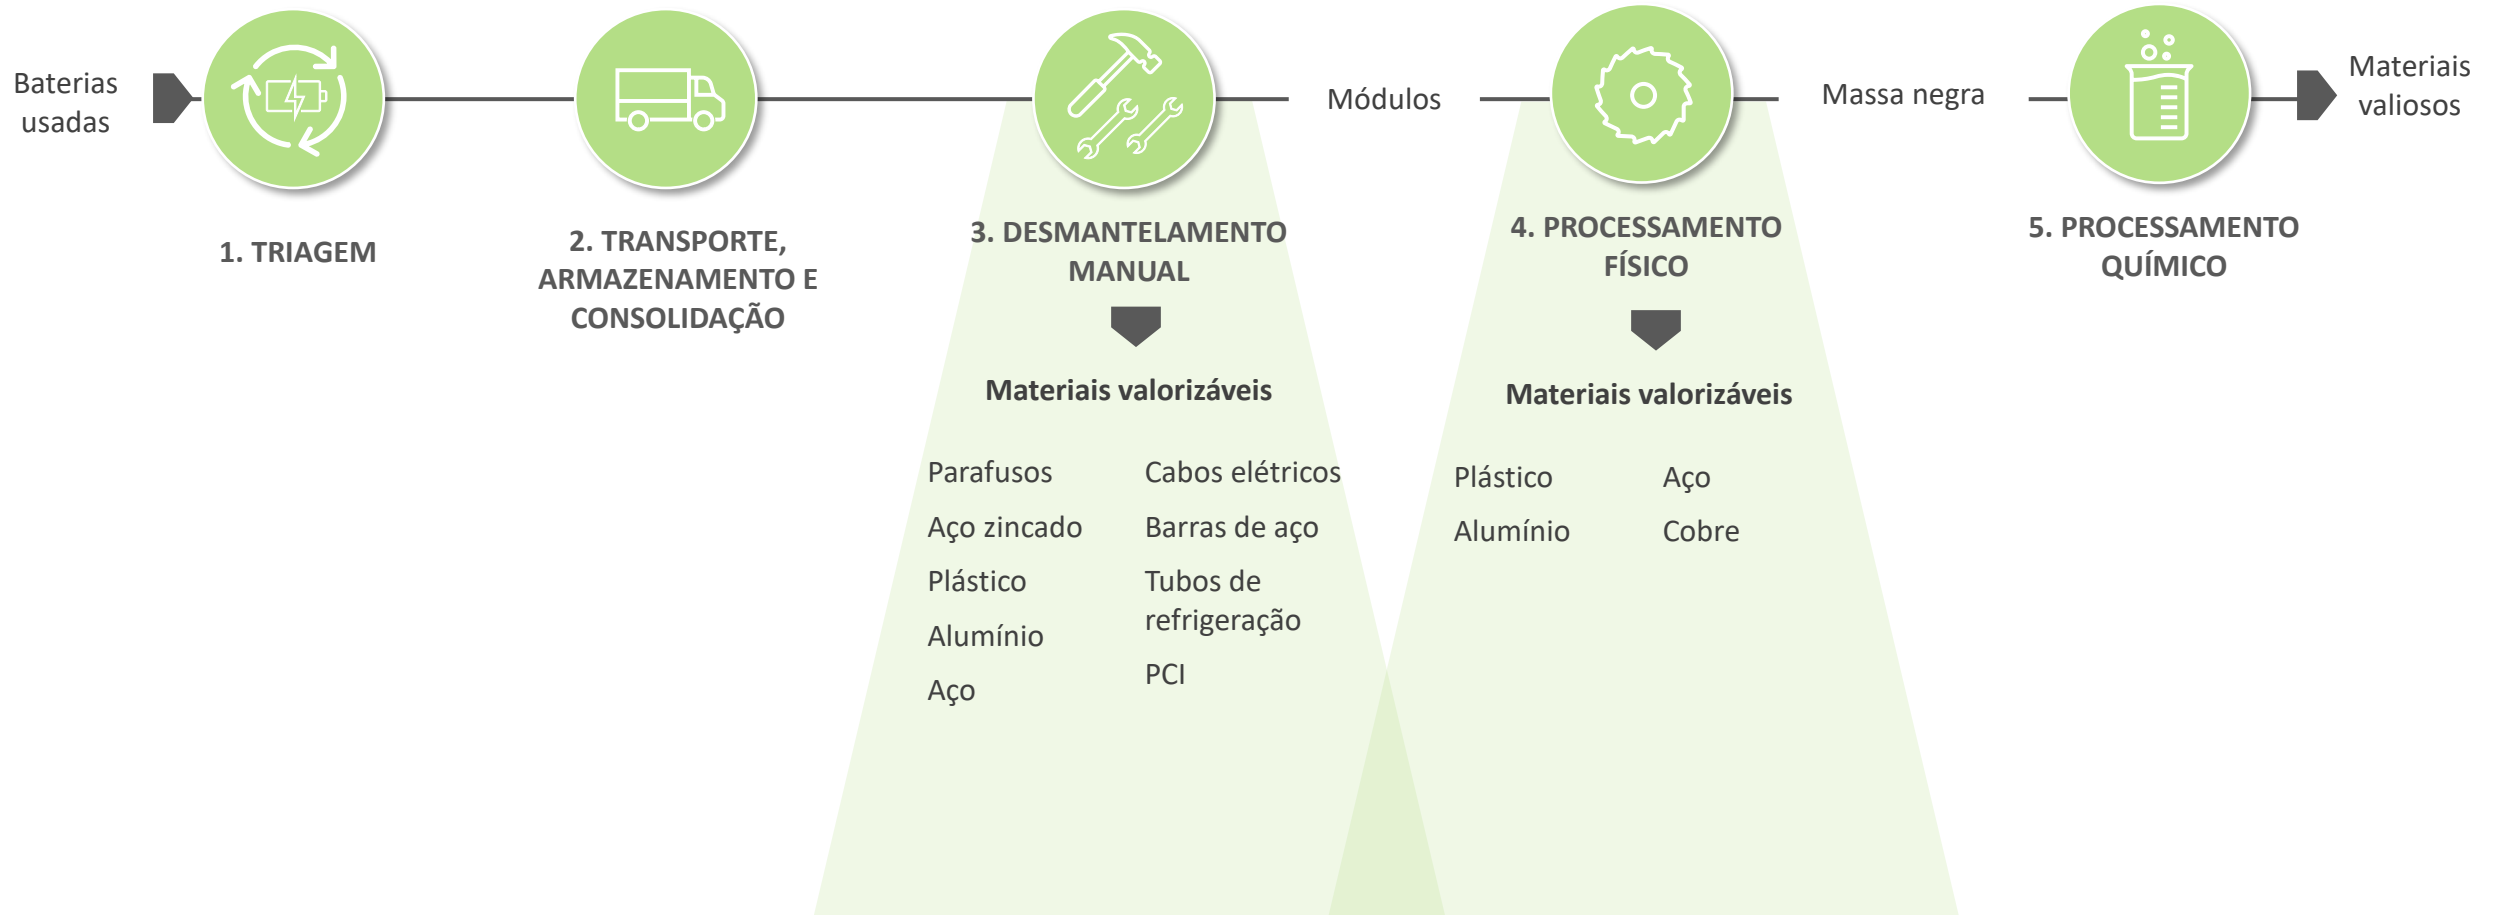 Baterias
usadas
Módulos
Massa negra
Materiais
valiosos
1. TRIAGEM
2. TRANSPORTE,
ARMAZENAMENTO E
CONSOLIDAÇÃO
3. DESMANTELAMENTO
MANUAL
4. PROCESSAMENTO
FÍSICO
5. PROCESSAMENTO
QUÍMICO
Materiais valorizáveis
Parafusos
Aço zincado
Plástico
Alumínio
Aço
Cabos elétricos
Barras de aço
Tubos de
refrigeração
PCI
Materiais valorizáveis
Plástico
Alumínio
Aço
Cobre